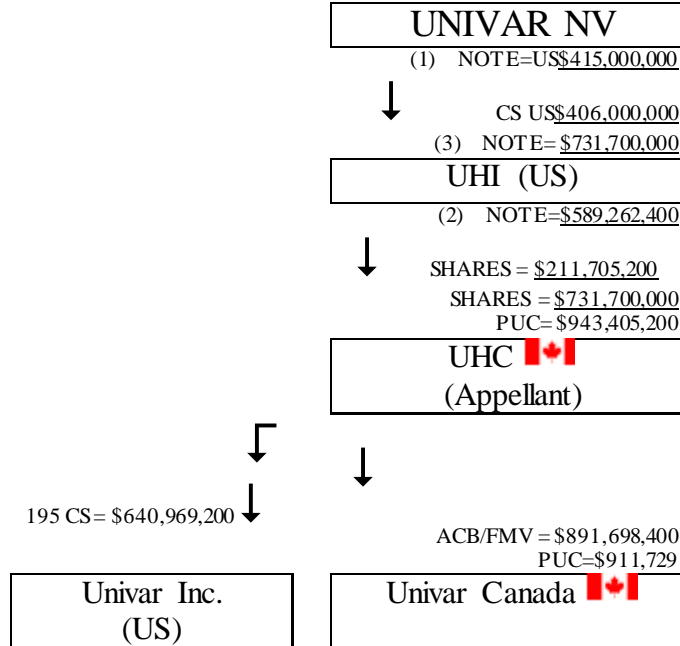 UNIVAR NV
(1) NOTE=US$415,000,000
CS US$406,000,000
(3) NOTE= $731,700,000
UHI (US)
(2) NOTE=$589,262,400
SHARES = $211,705,200
SHARES = $731,700,000
PUC= $943,405,200
UHC
(Appellant)
195 CS= $640,969,200
ACB/FMV = $891,698,400
PUC=$911,729
Univar Inc.
(US)
Univar Canada